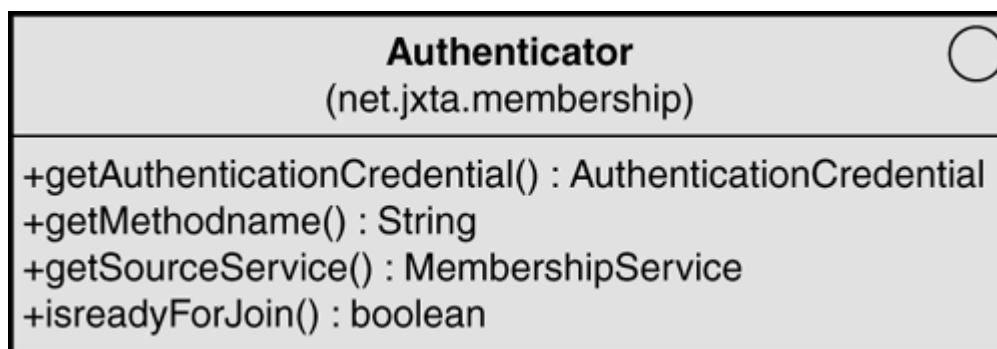 Authenticator
(net.jxta.membership)
+getAuthenticationCredential() : AuthenticationCredential
+getMethodname() : String
+getSourceService() : MembershipService
+isreadyForJoin() : boolean